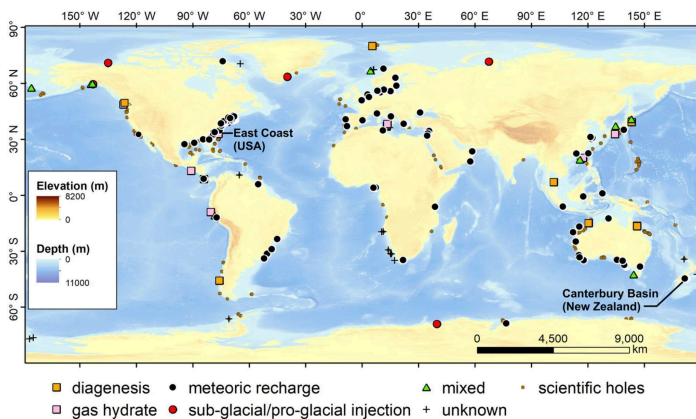 150° W 120° W 90° W 60° W 30° W 0° 30° E 60° E 90° E 120° E 150° E
90°
60° N
30° N
0°
30° S
60° S
East Coast
(USA)
Elevation (m)
8200
0
Depth (m)
0
11000
Canterbury Basin
(New Zealand)
0 4,500 9,000
km
diagenesis meteoric recharge mixed scientific holes
gas hydrate sub-glacial/pro-glacial injection unknown